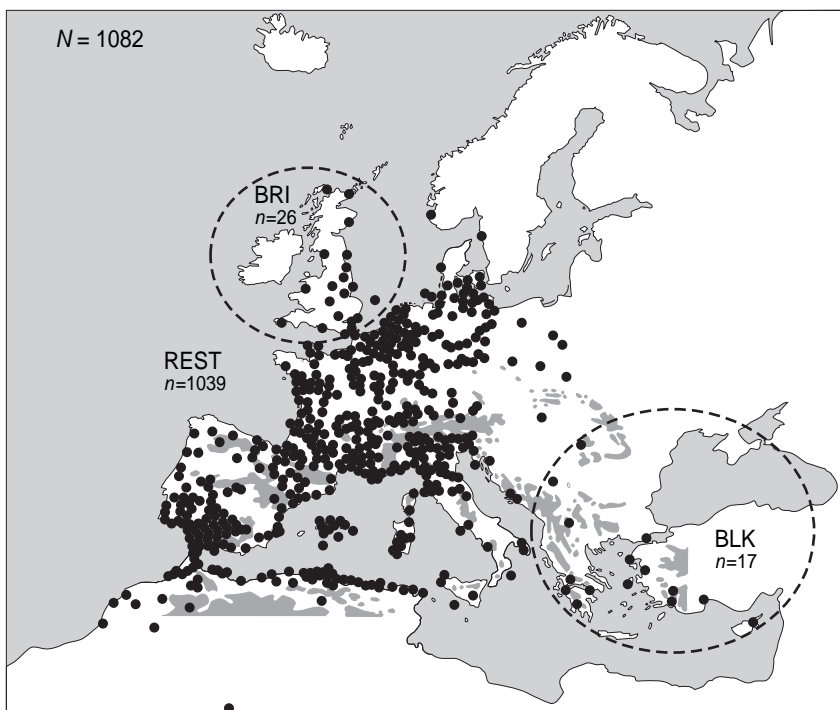 N = 1082
BRI
n=26
REST
n=1039
BLK
n=17